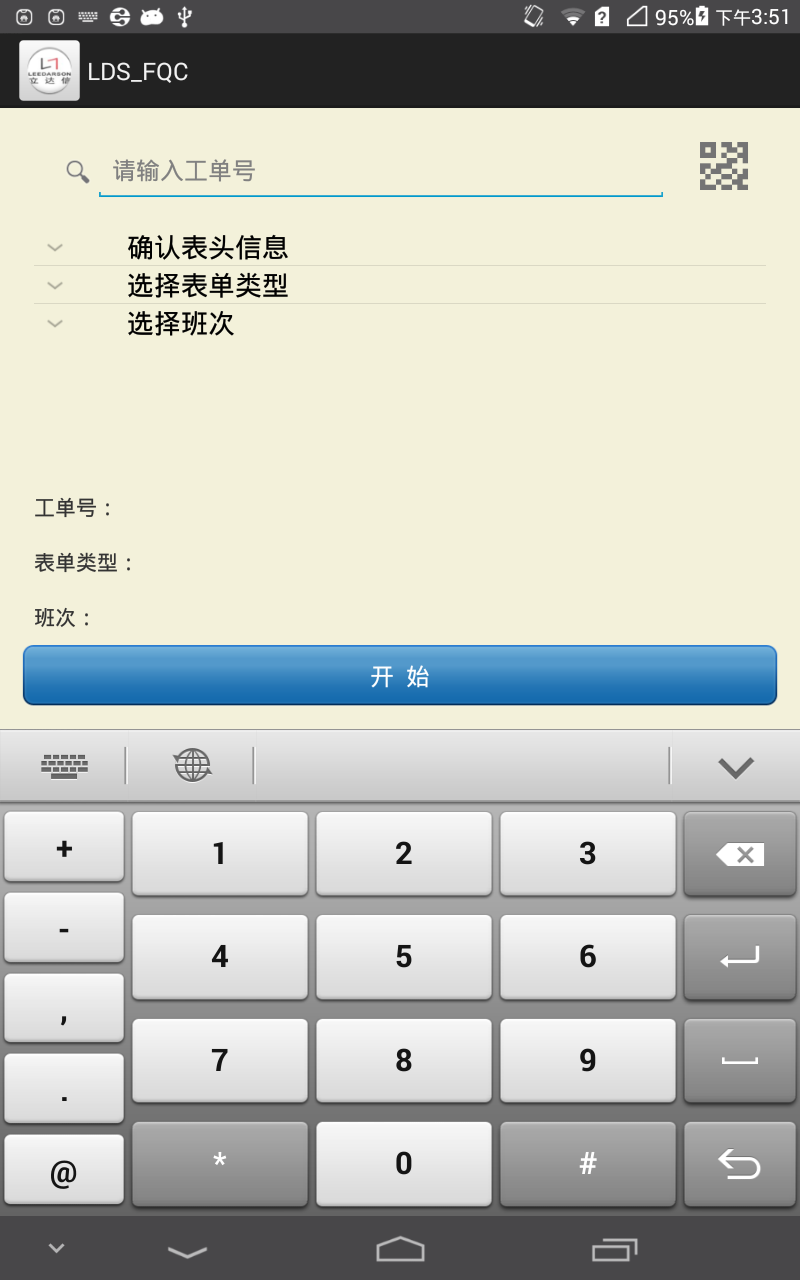 95% 下午3:51
LEEDARSON
立达信
LDS_FQC
请输入工单号
确认表头信息
选择表单类型
选择班次
工单号：
表单类型：
班次：
开 始
+ 1 2 3
- 4 5 6
, 7 8 9
.
@ * 0 #